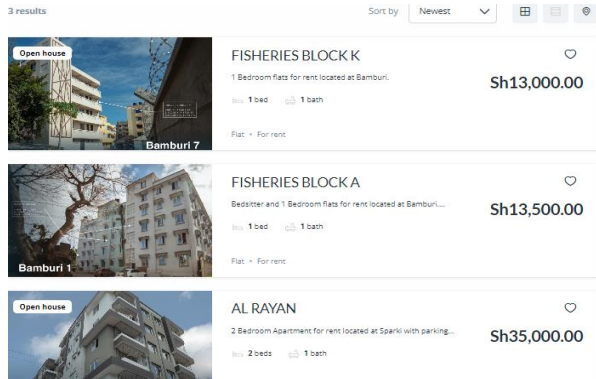 3 results
Sort by
Newest
Open house
Bamburi 7
FISHERIES BLOCK K
1 Bedroom flats for rent located at Bamburi.
1 bed 1 bath
Flat • For rent
Sh13,000.00
Bamburi 1
FISHERIES BLOCK A
Bedsitter and 1 Bedroom flats for rent located at Bamburi....
1 bed 1 bath
Flat • For rent
Sh13,500.00
Open house
AL RAYAN
2 Bedroom Apartment for rent located at Sparki with parking...
2 beds 1 bath
Sh35,000.00